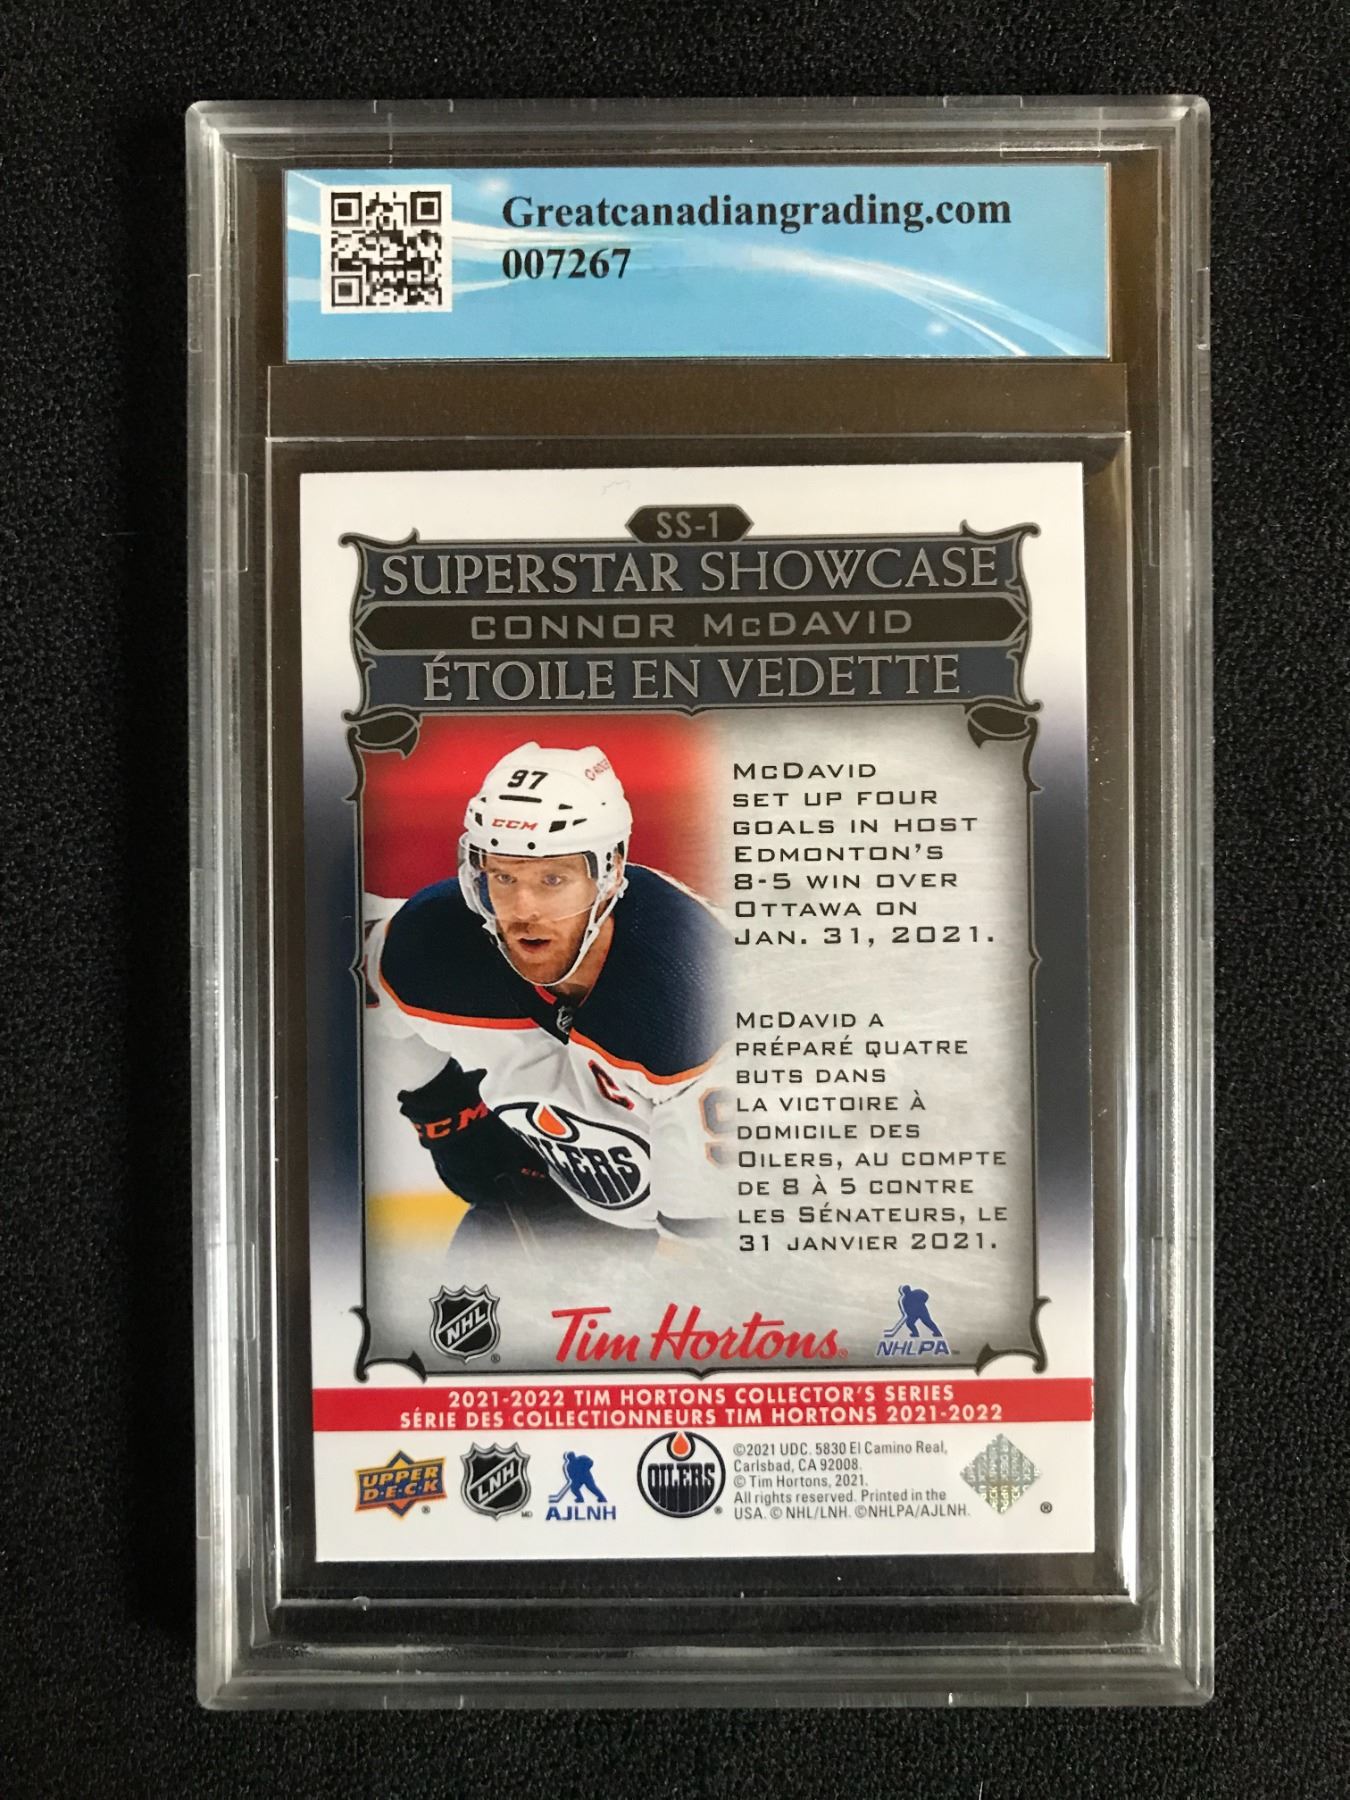 Greatcanadiangrading.com
007267
SS-1
SUPERSTAR SHOWCASE
CONNOR McDAVID
ÉTOILE EN VEDETTE
97
CCM
McDavid
set up four
goals in host
Edmonton's
8-5 win over
Ottawa on
Jan. 31, 2021.
McDavid a
préparé quatre
buts dans
la victoire à
domicile des
Oilers, au compte
de 8 à 5 contre
les Sénateurs, le
31 janvier 2021.
C
CCM
OILERS
NHL ®
Tim Hortons®
NHLPA™
2021-2022 TIM HORTONS COLLECTOR'S SERIES
SÉRIE DES COLLECTIONNEURS TIM HORTONS 2021-2022
UPPER
D·E·C·K ®
LNH MD
AJLNH
OILERS ®
©2021 UDC. 5830 El Camino Real,
Carlsbad, CA 92008.
© Tim Hortons, 2021.
All rights reserved. Printed in the
USA. © NHL/LNH. ©NHLPA/AJLNH.
®